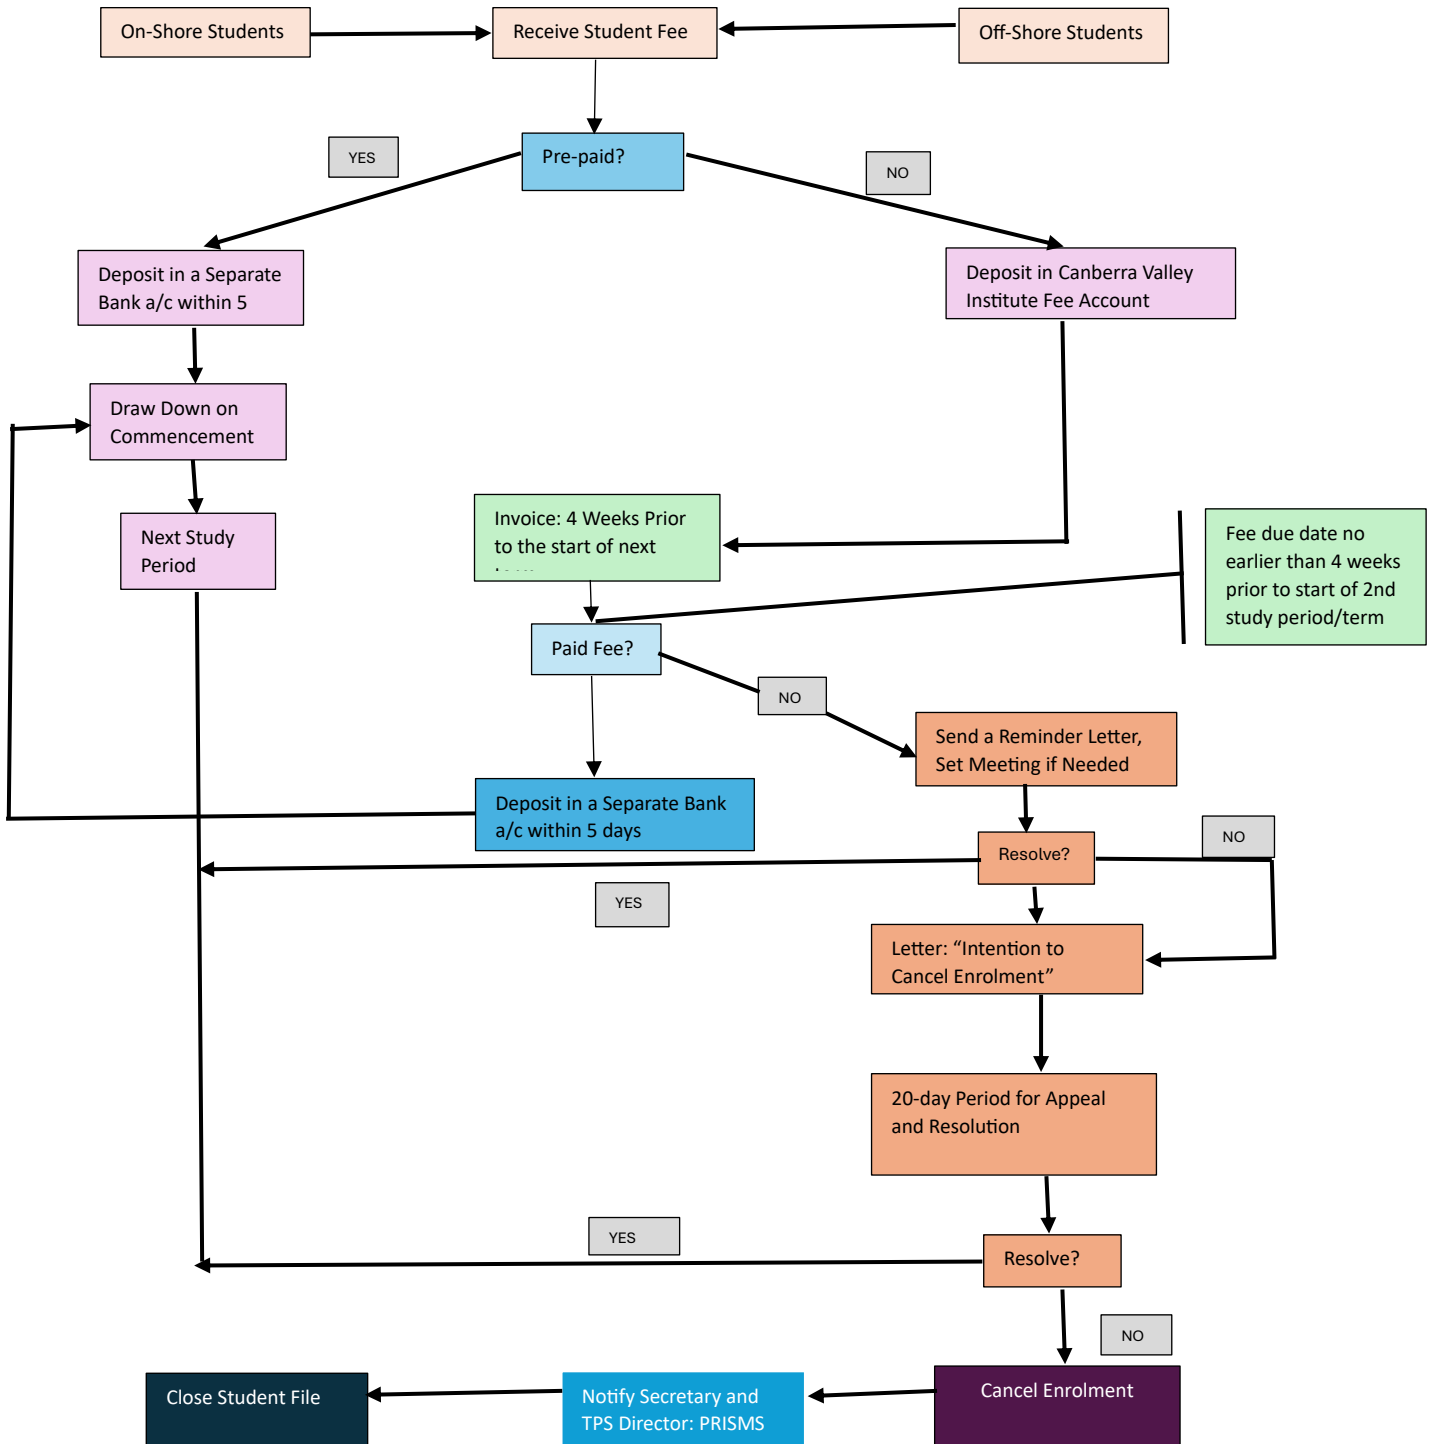 On-Shore Students
Receive Student Fee
Off-Shore Students
YES
Pre-paid?
NO
Deposit in a Separate
Bank a/c within 5
Deposit in Canberra Valley
Institute Fee Account
Draw Down on
Commencement
Next Study
Period
Invoice: 4 Weeks Prior
to the start of next
Fee due date no
earlier than 4 weeks
prior to start of 2nd
study period/term
Paid Fee?
NO
Send a Reminder Letter,
Set Meeting if Needed
Deposit in a Separate Bank
a/c within 5 days
Resolve?
NO
YES
Letter: “Intention to
Cancel Enrolment”
20-day Period for Appeal
and Resolution
YES
Resolve?
NO
Close Student File
Notify Secretary and
TPS Director: PRISMS
Cancel Enrolment